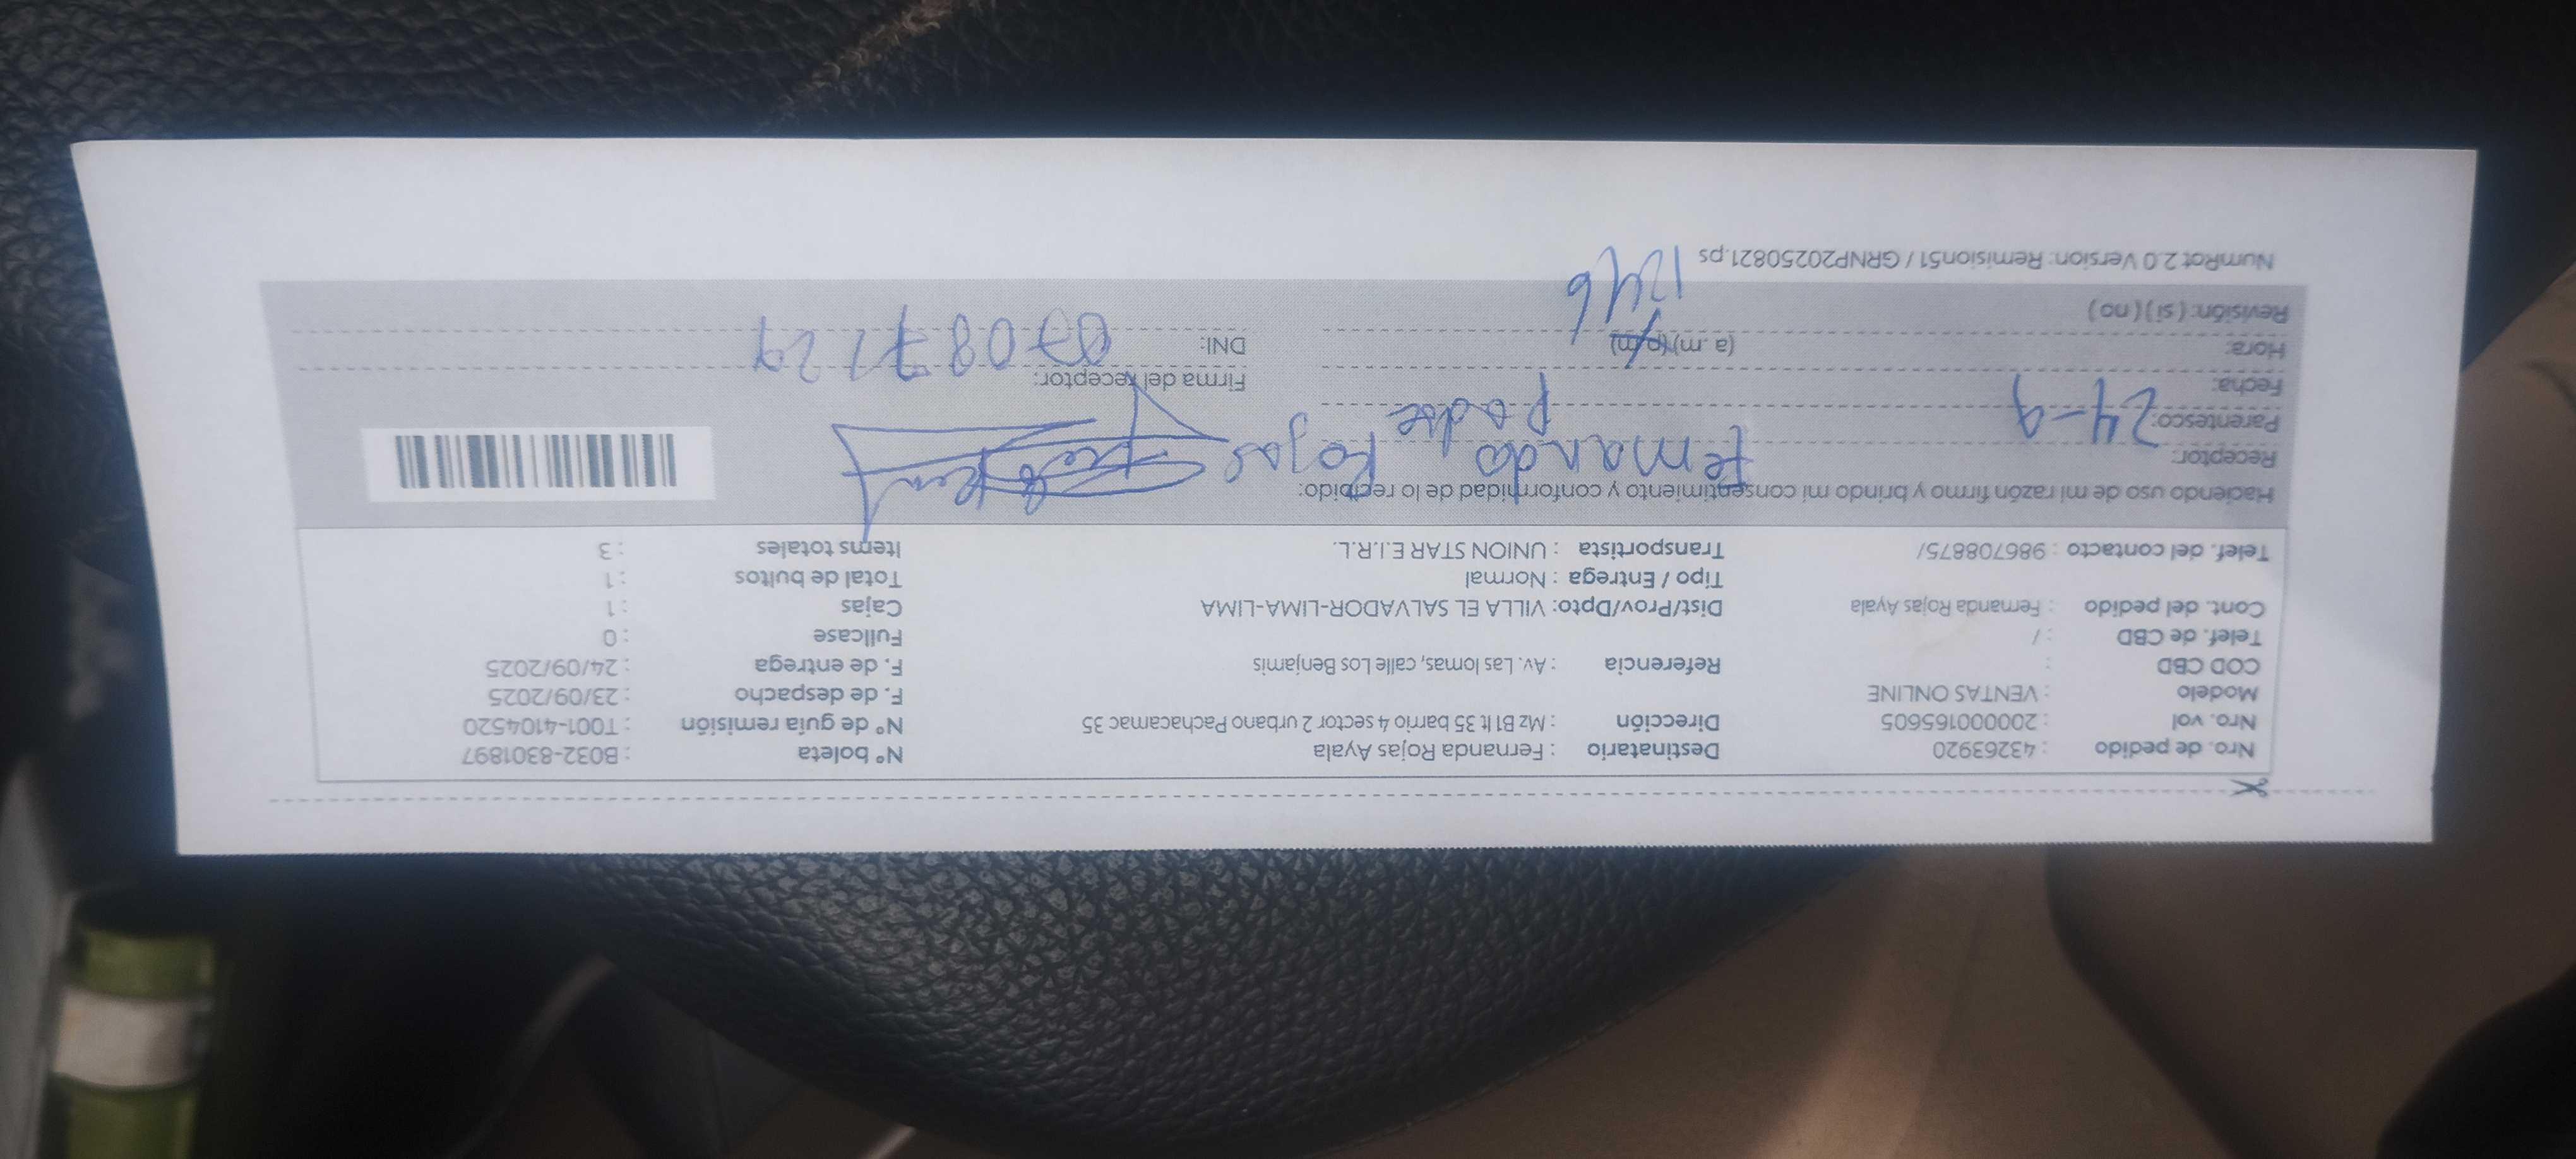 Nro. de pedido : 43263920 Destinatario : Fernanda Rojas Ayala N° boleta : B032-8301897
Nro. vol : 20000165605 Dirección : Mz B1 lt 35 barrio 4 sector 2 urbano Pachacamac 35 N° de guía remisión : T001-4104520
Modelo : VENTAS ONLINE F. de despacho : 23/09/2025
COD CBD : Referencia : Av. Las lomas, calle Los Benjamis F. de entrega : 24/09/2025
Telef. de CBD : / Fullcase : 0
Cont. del pedido : Fernanda Rojas Ayala Dist/Prov/Dpto: VILLA EL SALVADOR-LIMA-LIMA Cajas : 1
Tipo / Entrega : Normal Total de bultos : 1
Telef. del contacto : 986708875/ Transportista : UNION STAR E.I.R.L. Items totales : 3
Haciendo uso de mi razón firmo y brindo mi consentimiento y conformidad de lo recibido:
Receptor: Fernando Rojas
Parentesco: padre
Fecha: 24-9 Firma del receptor:
Hora: (a .m) (p.m) 1246 DNI: 07087129
Revisión: ( si ) ( no )
NumRot 2.0 Version: Remision51 / GRNP20250821.ps